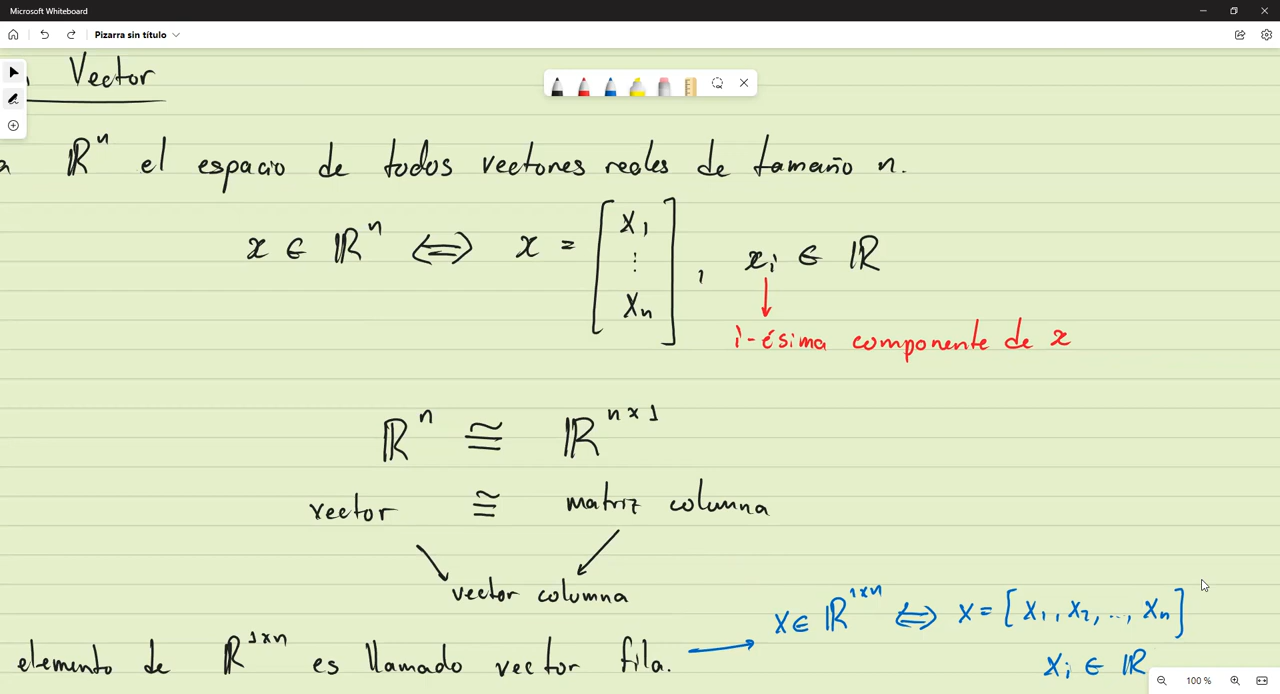 Microsoft Whiteboard
Pizarra sin título
Vector
ℝⁿ el espacio de todos vectores reales de tamaño n.
x ∈ ℝⁿ ⟺ x = [x₁ ⋮ xₙ], xᵢ ∈ ℝ
i-ésima componente de x
ℝⁿ ≅ ℝⁿˣ¹
vector ≅ matriz columna
vector columna
x ∈ ℝ¹ˣⁿ ⟺ x = [x₁, x₂, ..., xₙ]
elemento de ℝ¹ˣⁿ es llamado vector fila.
xᵢ ∈ ℝ
100 %